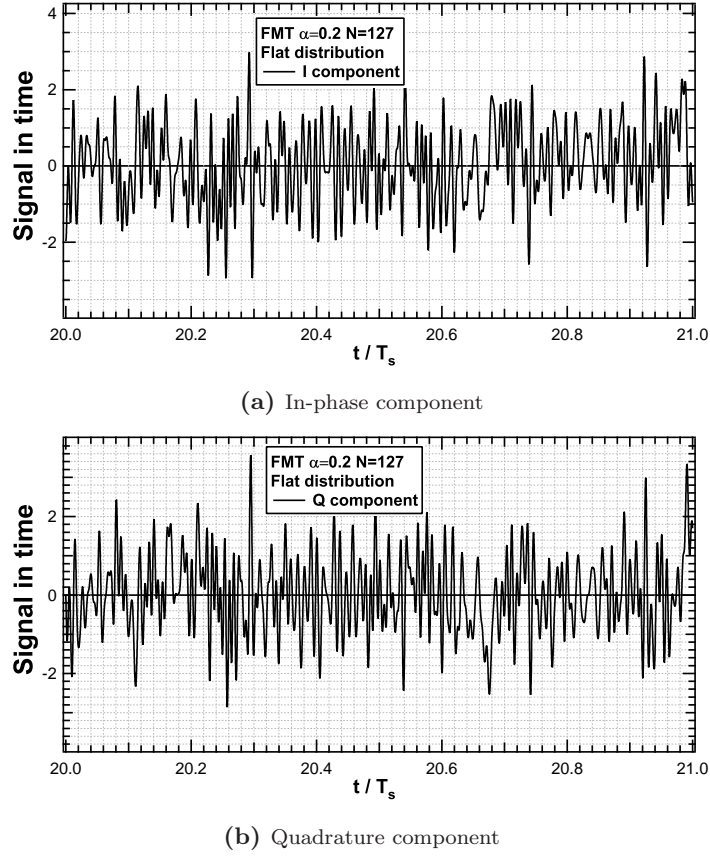 4
2
0
-2
Signal in time
FMT α=0.2 N=127
Flat distribution
I component
20.0 20.2 20.4 20.6 20.8 21.0
t / Ts
(a) In-phase component
2
0
-2
Signal in time
FMT α=0.2 N=127
Flat distribution
Q component
20.0 20.2 20.4 20.6 20.8 21.0
t / Ts
(b) Quadrature component